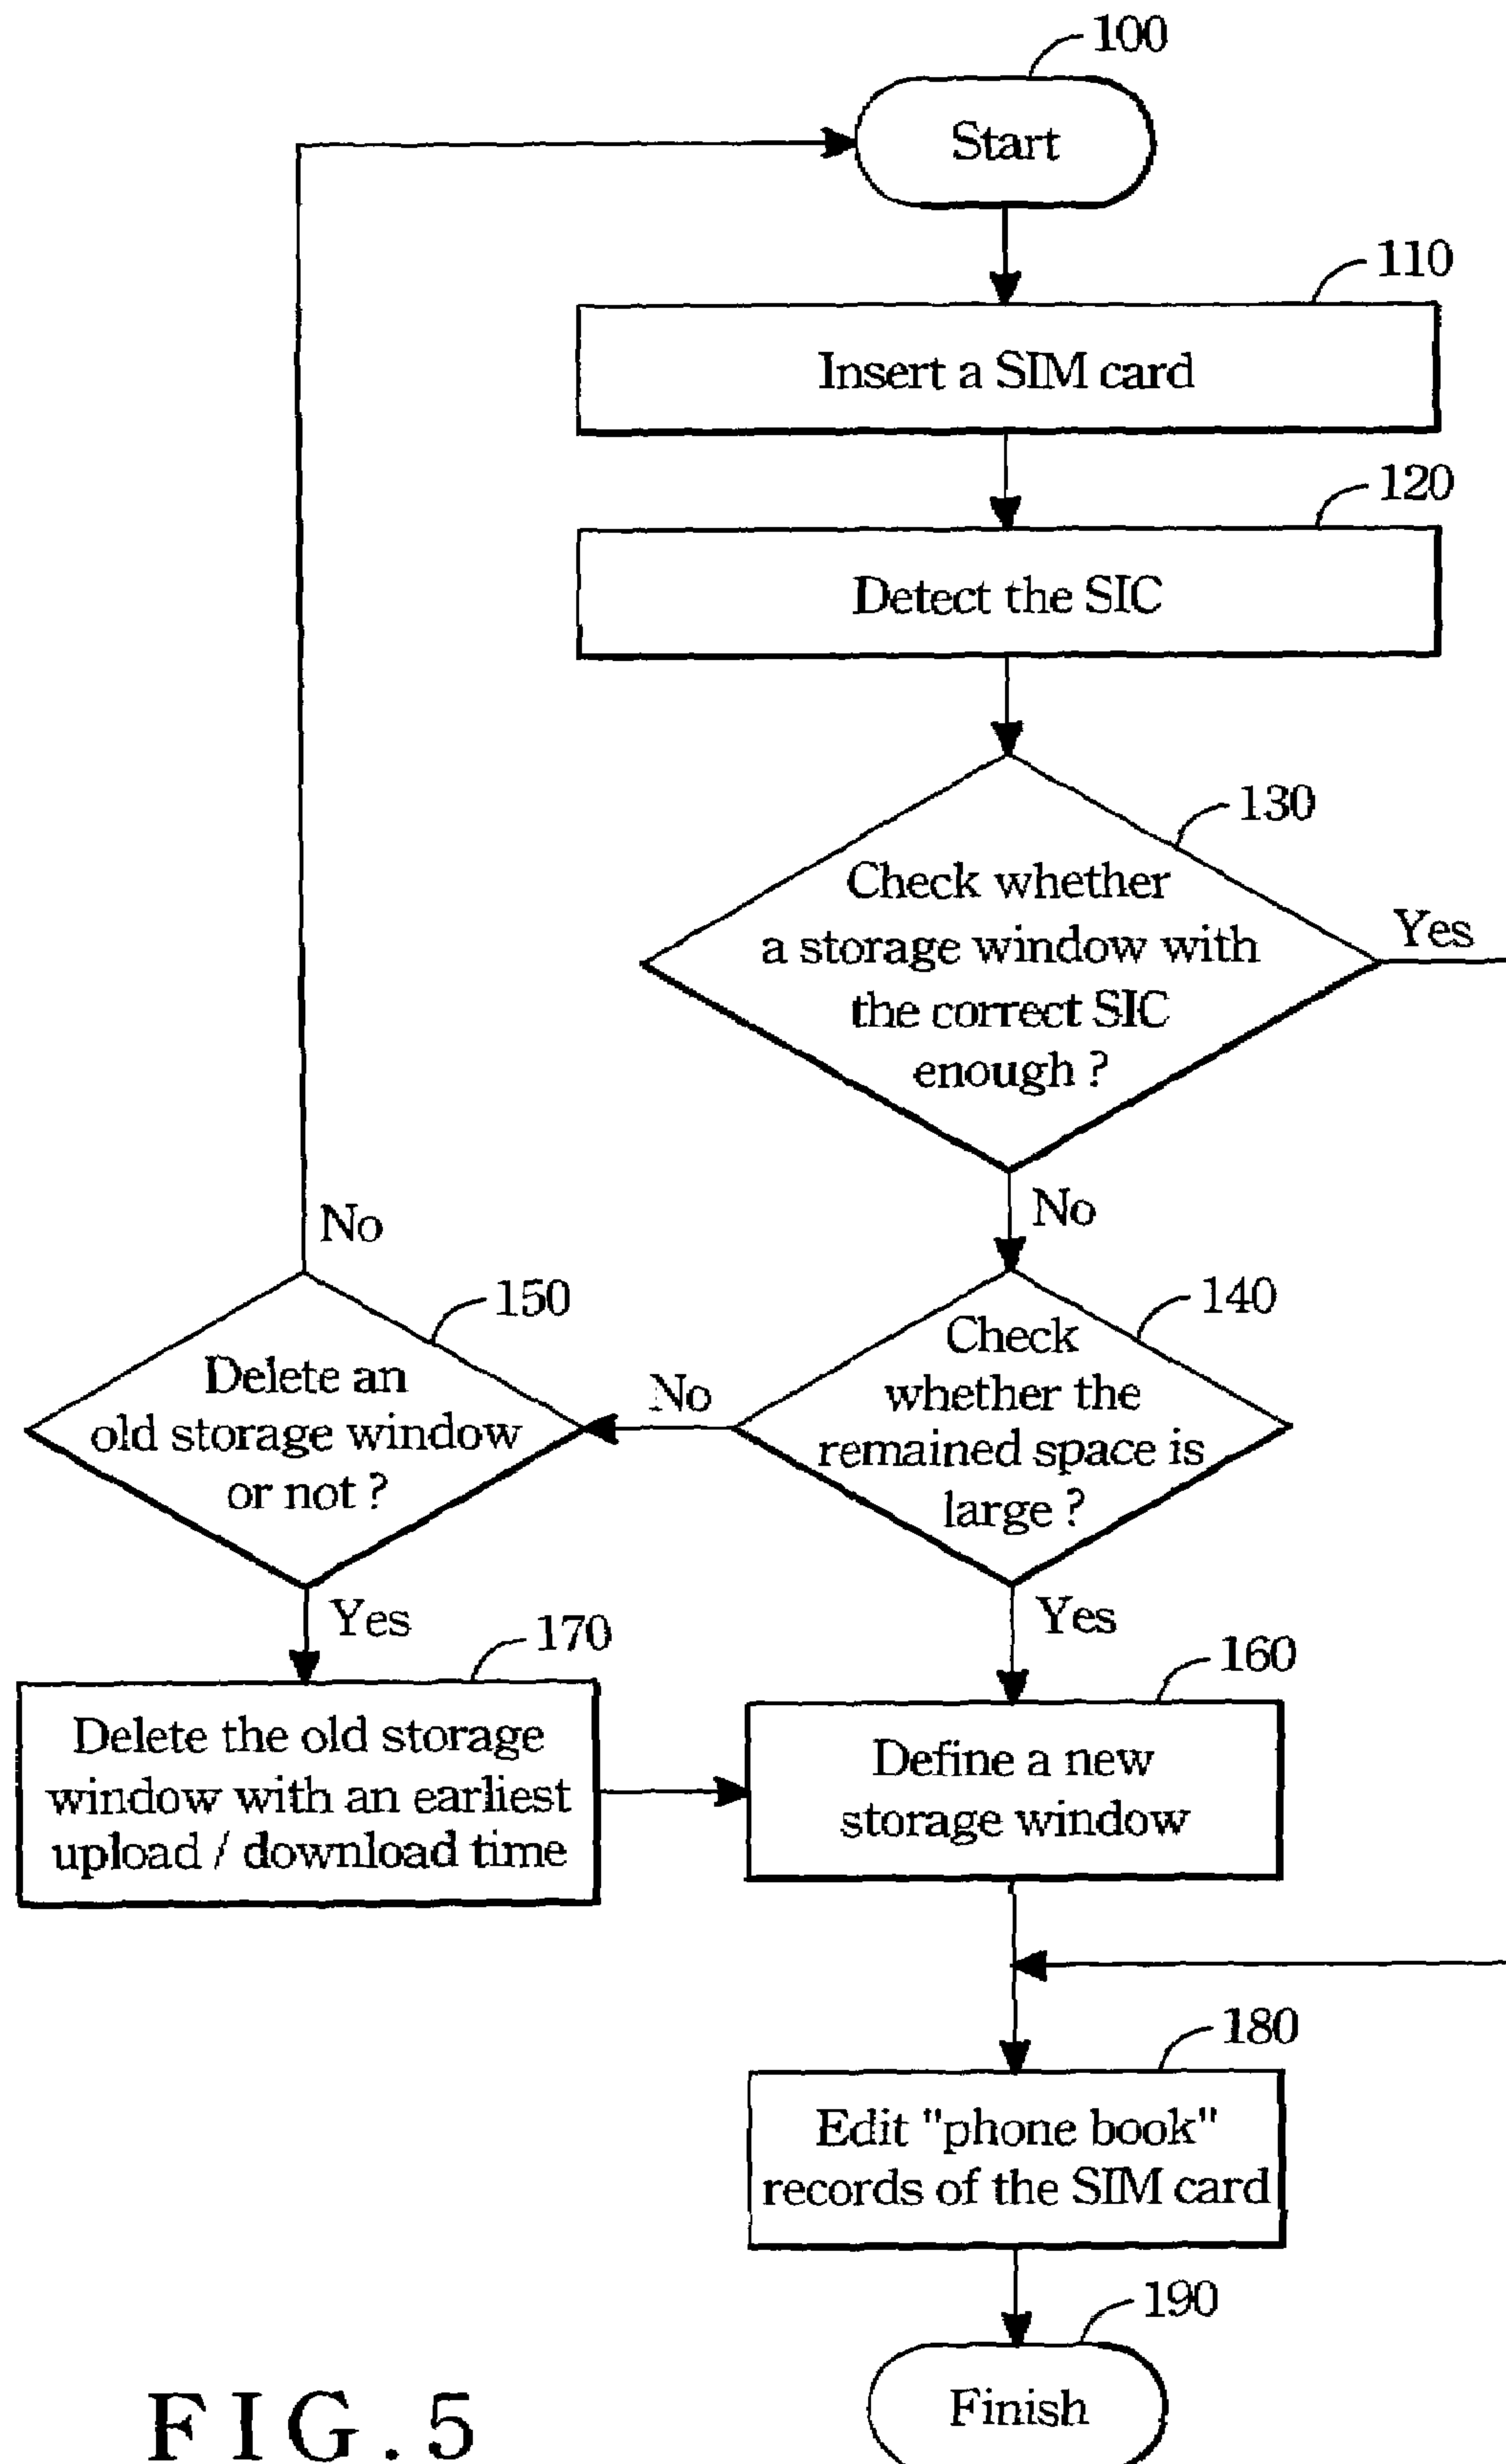 100
Start
110
Insert a SIM card
120
Detect the SIC
130
Check whether
a storage window with
the correct SIC
enough ?
Yes
No
No
150
Delete an
old storage window
or not ?
No
140
Check
whether the
remained space is
large ?
Yes
170
Yes
160
Delete the old storage
window with an earliest
upload / download time
Define a new
storage window
180
Edit "phone book"
records of the SIM card
190
Finish
FIG.5